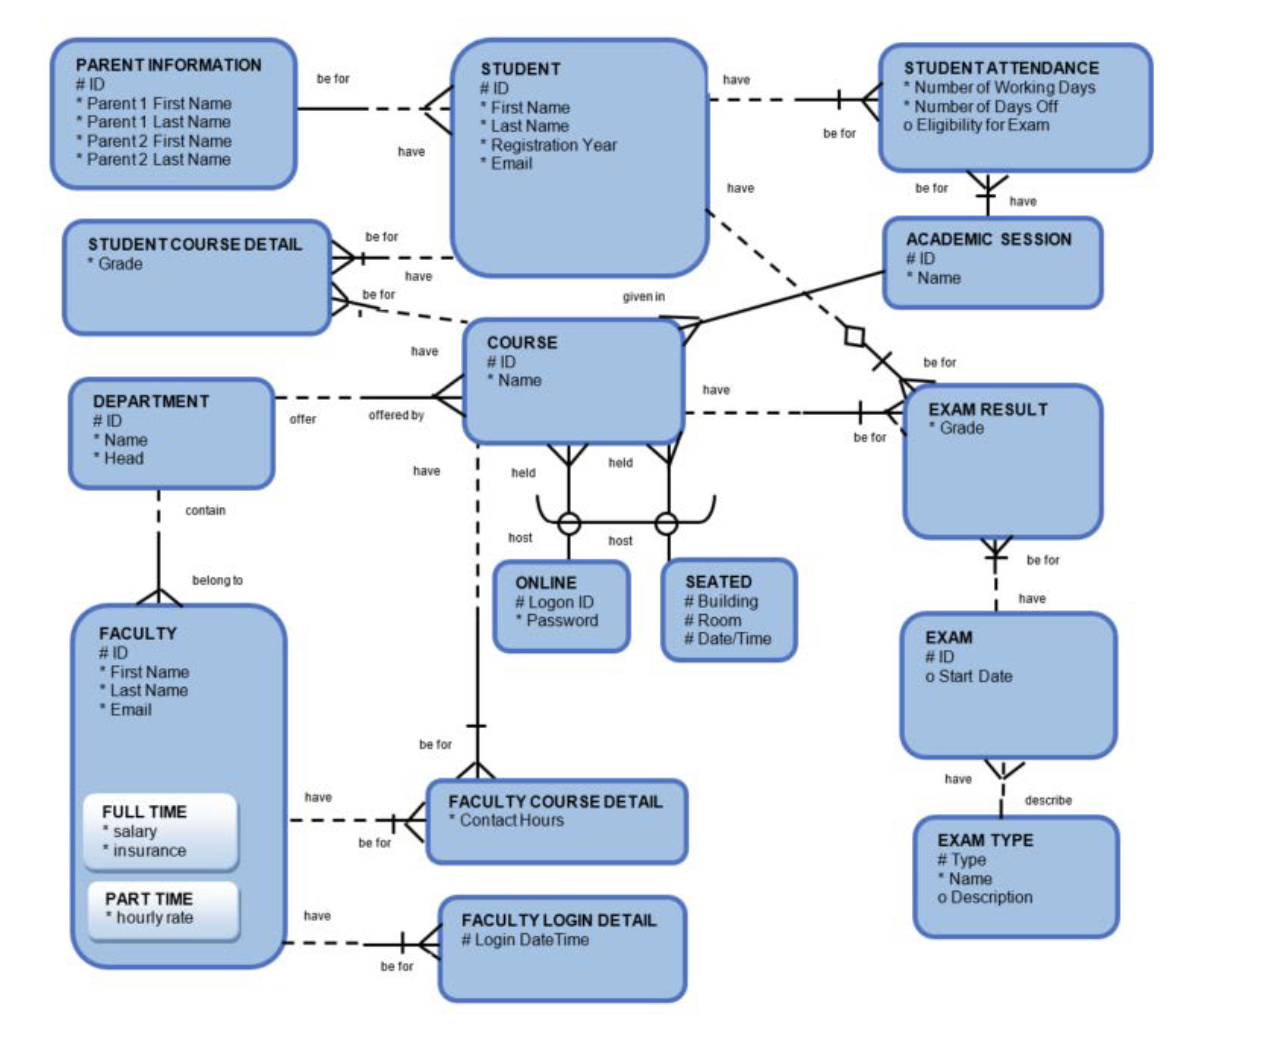 PARENT INFORMATION
# ID
* Parent 1 First Name
* Parent 1 Last Name
* Parent 2 First Name
* Parent 2 Last Name
be for
have
STUDENT
# ID
* First Name
* Last Name
* Registration Year
* Email
have
be for
STUDENT ATTENDANCE
* Number of Working Days
* Number of Days Off
o Eligibility for Exam
be for
have
ACADEMIC SESSION
# ID
* Name
have
STUDENT COURSE DETAIL
* Grade
be for
have
be for
have
given in
COURSE
# ID
* Name
have
be for
be for
EXAM RESULT
* Grade
DEPARTMENT
# ID
* Name
* Head
offer
offered by
have
held
held
host
host
contain
belong to
ONLINE
# Logon ID
* Password
SEATED
# Building
# Room
# Date/Time
be for
have
EXAM
# ID
o Start Date
have
describe
EXAM TYPE
# Type
* Name
o Description
FACULTY
# ID
* First Name
* Last Name
* Email
FULL TIME
* salary
* insurance
PART TIME
* hourly rate
be for
have
be for
FACULTY COURSE DETAIL
* Contact Hours
have
be for
FACULTY LOGIN DETAIL
# Login DateTime